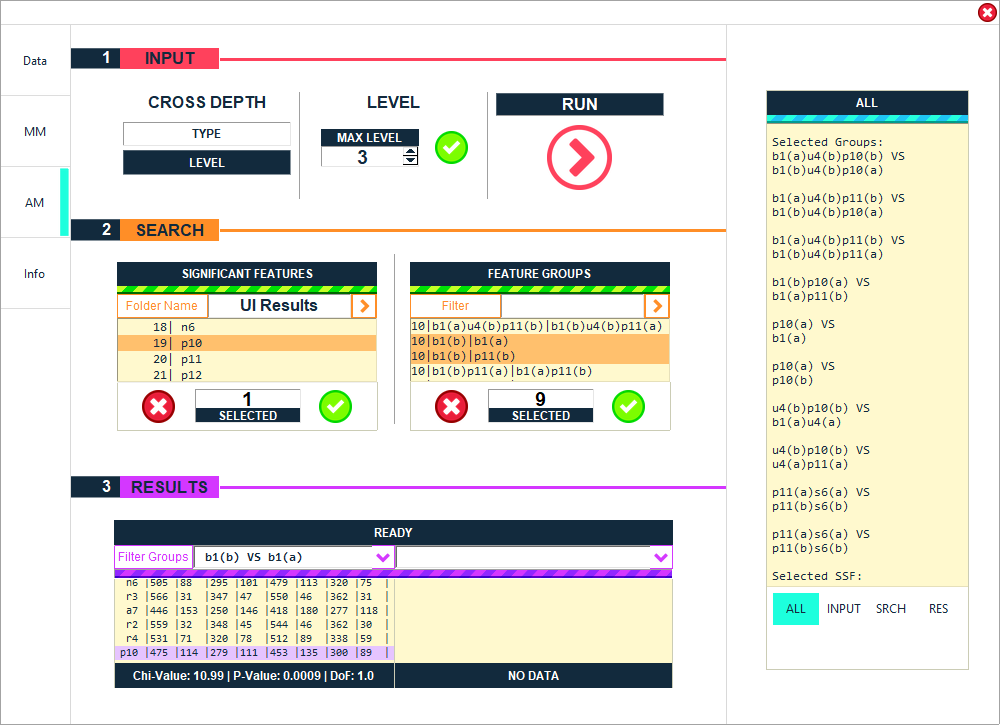 Data
MM
AM
Info
1 INPUT
CROSS DEPTH
TYPE
LEVEL
LEVEL
MAX LEVEL
3
RUN
2 SEARCH
SIGNIFICANT FEATURES
Folder Name UI Results
18| n6
19| p10
20| p11
21| p12
1
SELECTED
FEATURE GROUPS
Filter
10|b1(a)u4(b)p11(b)|b1(b)u4(b)p11(a)
10|b1(b)|b1(a)
10|b1(b)|p11(b)
10|b1(b)p11(a)|b1(a)p11(b)
9
SELECTED
3 RESULTS
READY
Filter Groups b1(b) VS b1(a)
n6 |505 |88 |295 |101 |479 |113 |320 |75 |
r3 |566 |31 |347 |47 |550 |46 |362 |31 |
a7 |446 |153 |250 |146 |418 |180 |277 |118 |
r2 |559 |32 |348 |45 |544 |46 |362 |30 |
r4 |531 |71 |320 |78 |512 |89 |338 |59 |
p10 |475 |114 |279 |111 |453 |135 |300 |89 |
Chi-Value: 10.99 | P-Value: 0.0009 | DoF: 1.0
NO DATA
ALL
Selected Groups:
b1(a)u4(b)p10(b) VS
b1(b)u4(b)p10(a)
b1(a)u4(b)p11(b) VS
b1(b)u4(b)p10(a)
b1(a)u4(b)p11(b) VS
b1(b)u4(b)p11(a)
b1(b)p10(a) VS
b1(a)p11(b)
p10(a) VS
b1(a)
p10(a) VS
p10(b)
u4(b)p10(b) VS
b1(a)u4(a)
u4(b)p10(b) VS
u4(a)p11(a)
p11(a)s6(a) VS
p11(b)s6(b)
p11(a)s6(a) VS
p11(b)s6(b)
Selected SSF:
ALL INPUT SRCH RES